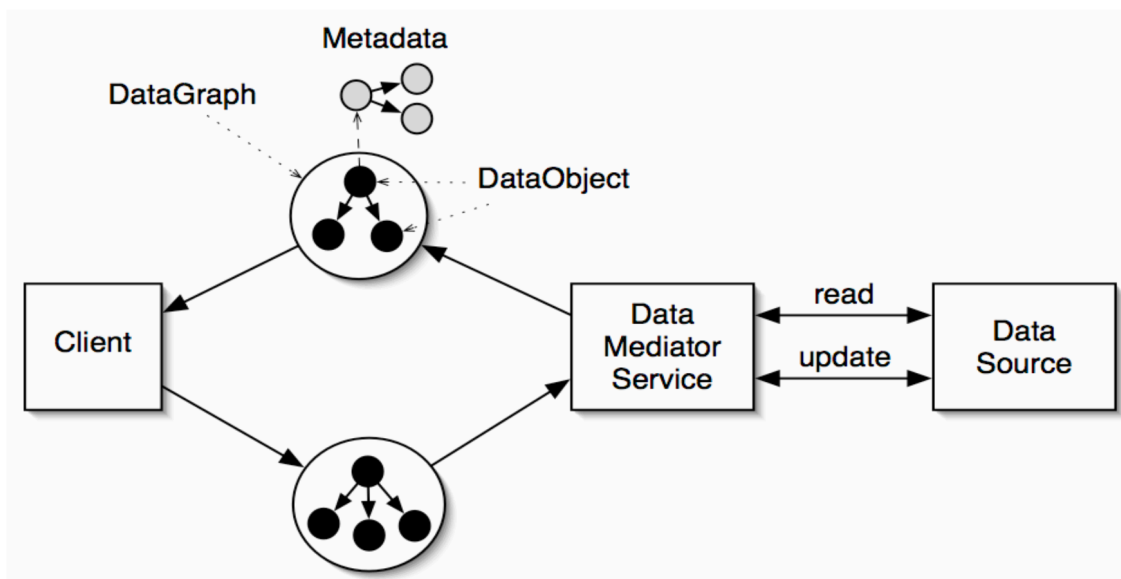 Metadata
DataGraph
DataObject
Client
Data
Mediator
Service
read
update
Data
Source